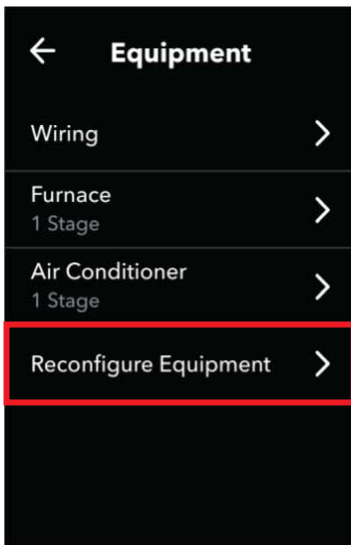 Equipment
Wiring
Furnace
1 Stage
Air Conditioner
1 Stage
Reconfigure Equipment